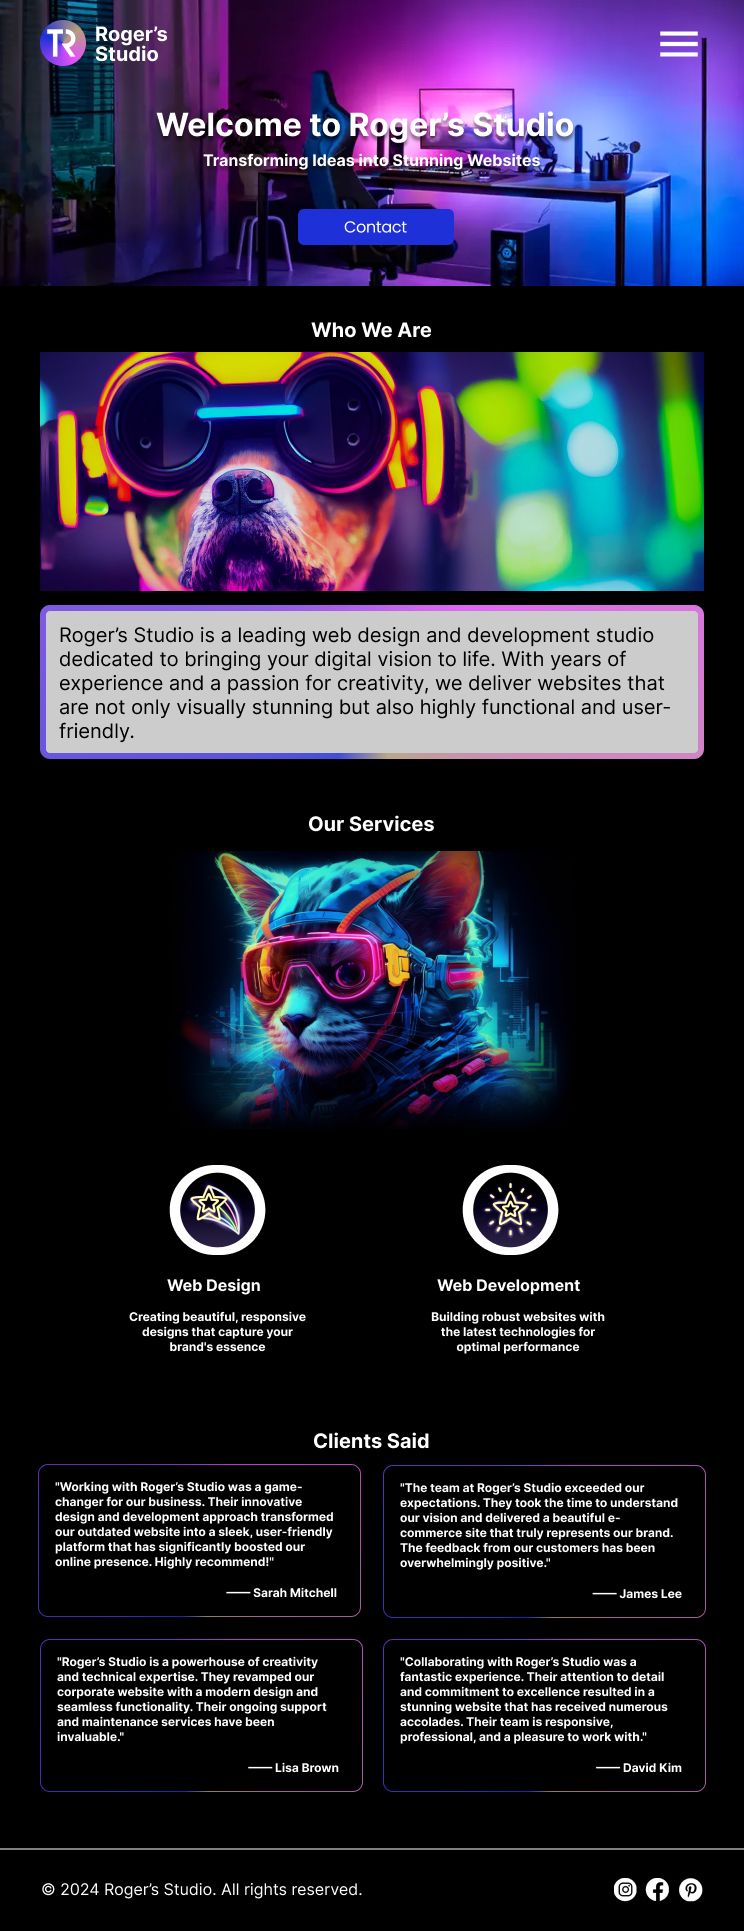 TR
Roger’s
Studio
Welcome to Roger’s Studio
Transforming Ideas into Stunning Websites
Contact
Who We Are
Roger’s Studio is a leading web design and development studio
dedicated to bringing your digital vision to life. With years of
experience and a passion for creativity, we deliver websites that
are not only visually stunning but also highly functional and user-
friendly.
Our Services
Web Design
Creating beautiful, responsive
designs that capture your
brand's essence
Web Development
Building robust websites with
the latest technologies for
optimal performance
Clients Said
"Working with Roger’s Studio was a game-
changer for our business. Their innovative
design and development approach transformed
our outdated website into a sleek, user-friendly
platform that has significantly boosted our
online presence. Highly recommend!"
—— Sarah Mitchell
"The team at Roger’s Studio exceeded our
expectations. They took the time to understand
our vision and delivered a beautiful e-
commerce site that truly represents our brand.
The feedback from our customers has been
overwhelmingly positive."
—— James Lee
"Roger’s Studio is a powerhouse of creativity
and technical expertise. They revamped our
corporate website with a modern design and
seamless functionality. Their ongoing support
and maintenance services have been
invaluable."
—— Lisa Brown
"Collaborating with Roger’s Studio was a
fantastic experience. Their attention to detail
and commitment to excellence resulted in a
stunning website that has received numerous
accolades. Their team is responsive,
professional, and a pleasure to work with."
—— David Kim
© 2024 Roger’s Studio. All rights reserved.